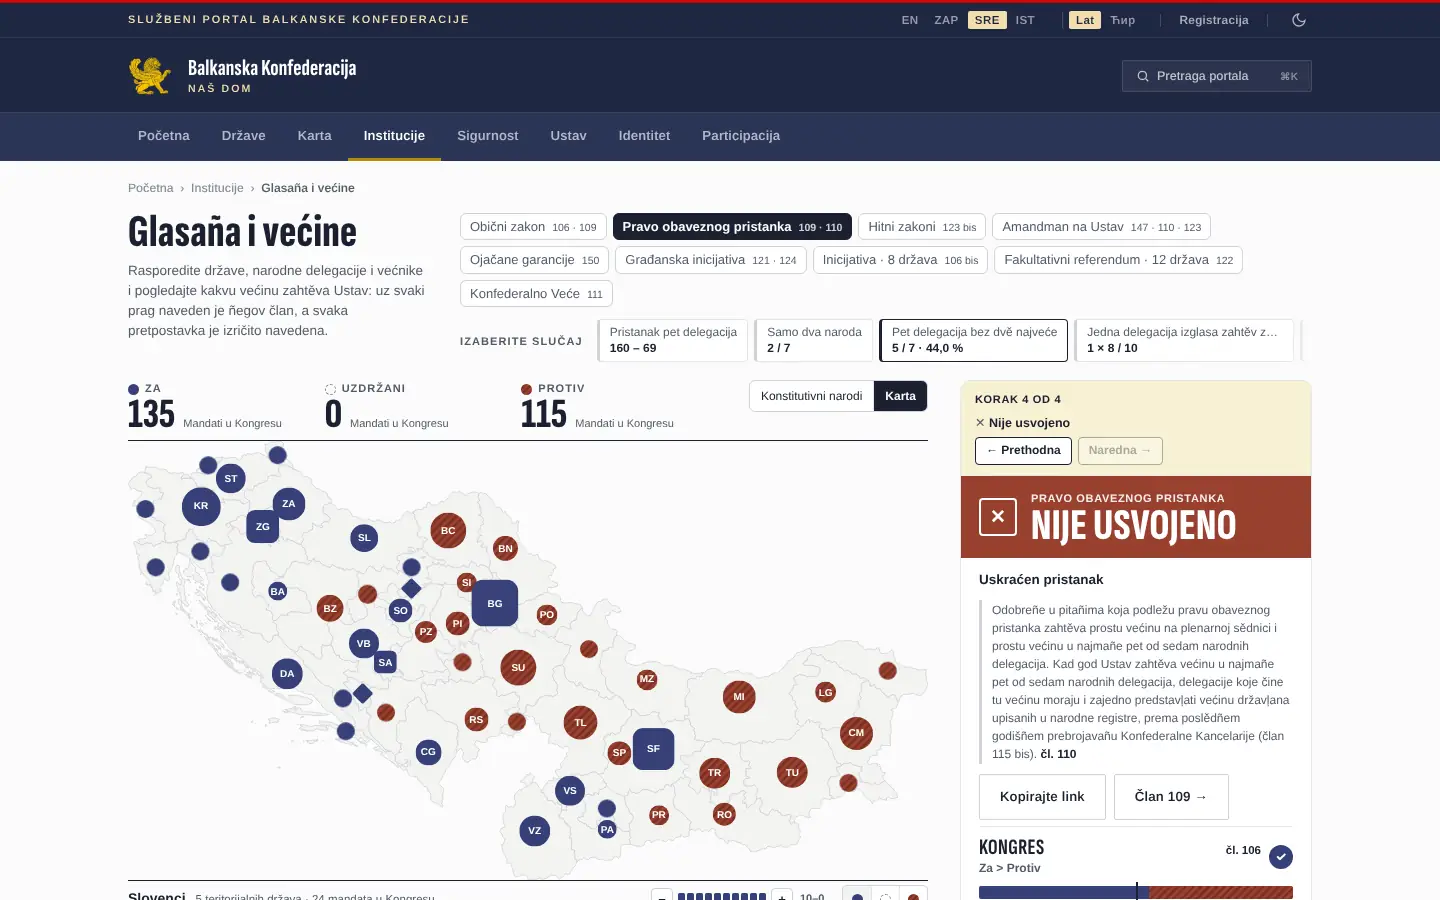 SLUŽBENI PORTAL BALKANSKE KONFEDERACIJE
EN ZAP SRE IST Lat Ћир Registracija
Balkanska Konfederacija
NAŠ DOM
Pretraga portala ⌘K
Početna Države Karta Institucije Sigurnost Ustav Identitet Participacija
Početna › Institucije › Glasańa i većine
Glasańa i većine
Rasporedite države, narodne delegacije i većnike
i pogledajte kakvu većinu zahtěva Ustav: uz svaki
prag naveden je ńegov član, a svaka
pretpostavka je izričito navedena.
Obični zakon 106 · 109
Pravo obaveznog pristanka 109 · 110
Hitni zakoni 123 bis
Amandman na Ustav 147 · 110 · 123
Ojačane garancije 150
Građanska inicijativa 121 · 124
Inicijativa · 8 država 106 bis
Fakultativni referendum · 12 država 122
Konfederalno Veće 111
IZABERITE SLUČAJ
Pristanak pet delegacija
160 – 69
Samo dva naroda
2 / 7
Pet delegacija bez dvě najveće
5 / 7 · 44,0 %
Jedna delegacija izglasa zahtěv z…
1 × 8 / 10
ZA
135 Mandati u Kongresu
UZDRŽANI
0 Mandati u Kongresu
PROTIV
115 Mandati u Kongresu
Konstitutivni narodi Karta
ST
KR
ZA
ZG
SL
BC
BN
SI
BA
BG
BZ
SO
PO
PI
PZ
VB
SA
SU
DA
MZ
MI
LG
RS
TL
CM
CG
SP
SF
TR
TU
VS
PR
RO
VZ
PA
KORAK 4 OD 4
✕ Nije usvojeno
← Prethodna Naredna →
PRAVO OBAVEZNOG PRISTANKA
NIJE USVOJENO
Uskraćen pristanak
Odobreńe u pitańima koja podležu pravu obaveznog
pristanka zahtěva prostu većinu na plenarnoj sědnici i
prostu većinu u najmańe pet od sedam narodnih
delegacija. Kad god Ustav zahtěva većinu u najmańe
pet od sedam narodnih delegacija, delegacije koje čine
tu većinu moraju i zajedno predstavļati većinu državļana
upisanih u narodne registre, prema poslědńem
godišńem prebrojavańu Konfederalne Kancelarije (član
115 bis). čl. 110
Kopirajte link Član 109 →
KONGRES čl. 106
Za > Protiv
Slovenci 5 teritorijalnih država · 24 mandata u Kongresu
− + 10–0